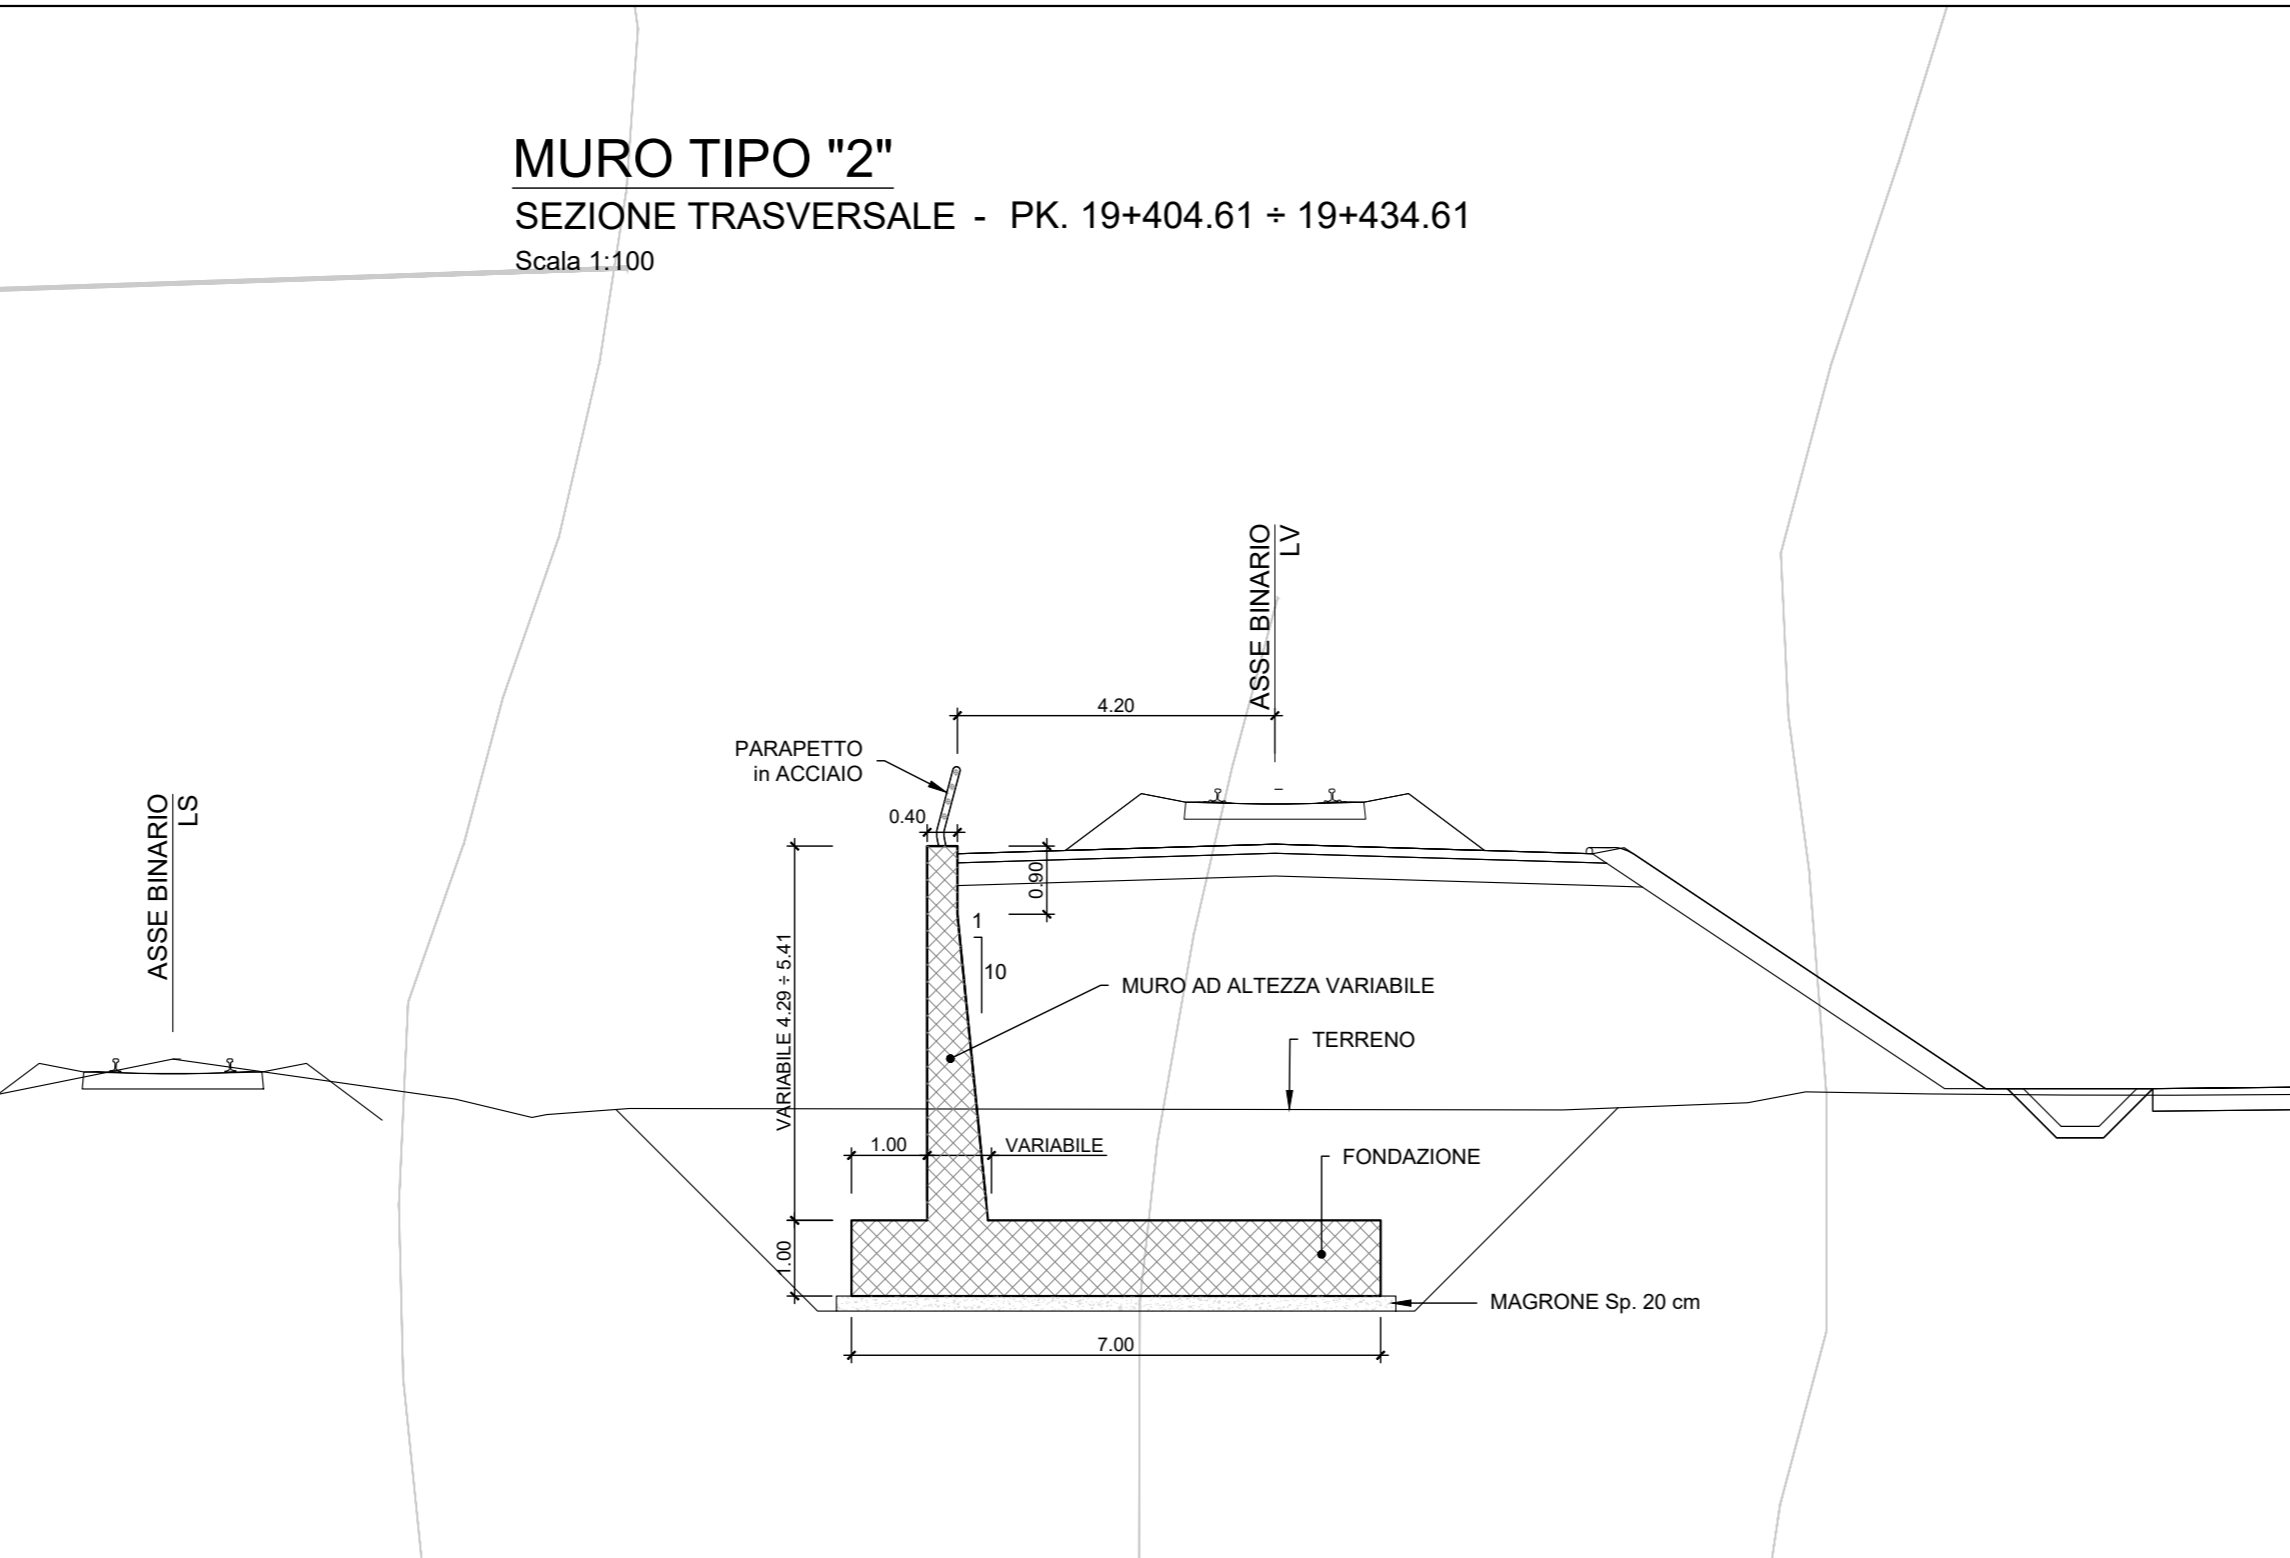 MURO TIPO "2"
SEZIONE TRASVERSALE - PK. 19+404.61 ÷ 19+434.61
Scala 1:100
ASSE BINARIO
LV
4.20
PARAPETTO
in ACCIAIO
0.40
ASSE BINARIO
LS
0.90
1
10
VARIABILE 4.29 ÷ 5.41
MURO AD ALTEZZA VARIABILE
TERRENO
1.00
VARIABILE
FONDAZIONE
1.00
MAGRONE Sp. 20 cm
7.00